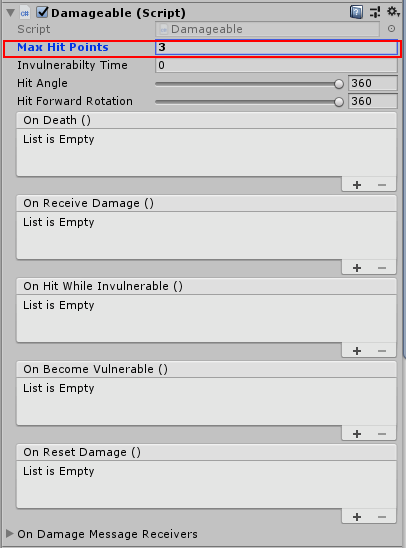 Damageable (Script)
Script Damageable
Max Hit Points 3
Invulnerabilty Time 0
Hit Angle 360
Hit Forward Rotation 360
On Death ()
List is Empty
+ −
On Receive Damage ()
List is Empty
+ −
On Hit While Invulnerable ()
List is Empty
+ −
On Become Vulnerable ()
List is Empty
+ −
On Reset Damage ()
List is Empty
+ −
On Damage Message Receivers